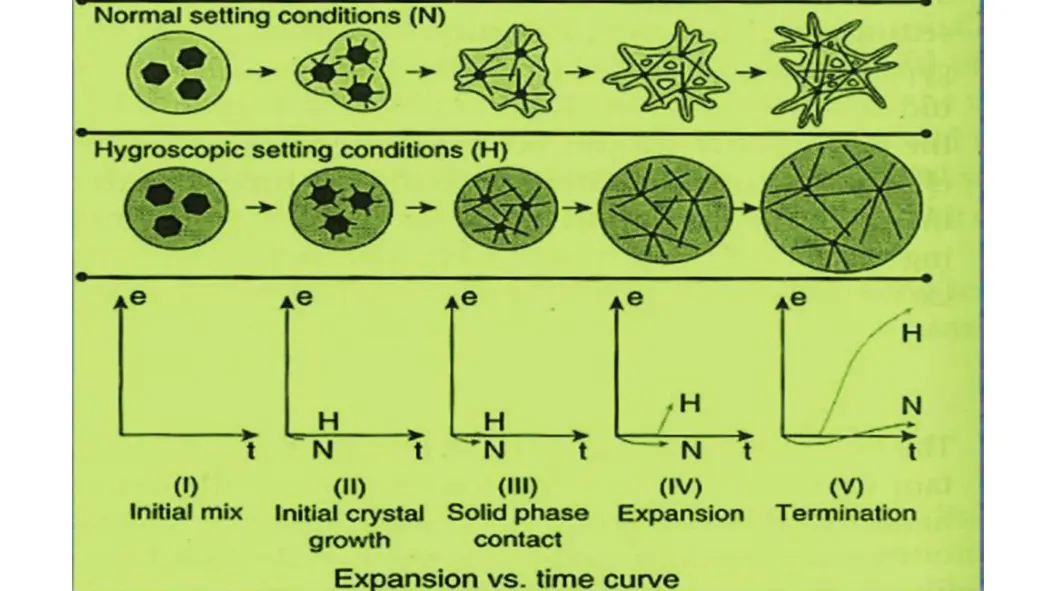 Normal setting conditions (N)
Hygroscopic setting conditions (H)
e
e
e
e
e
H
N
H
N
H
N
H
N
t
t
t
t
t
(I)
(II)
(III)
(IV)
(V)
Initial mix
Initial crystal
growth
Solid phase
contact
Expansion
Termination
Expansion vs. time curve